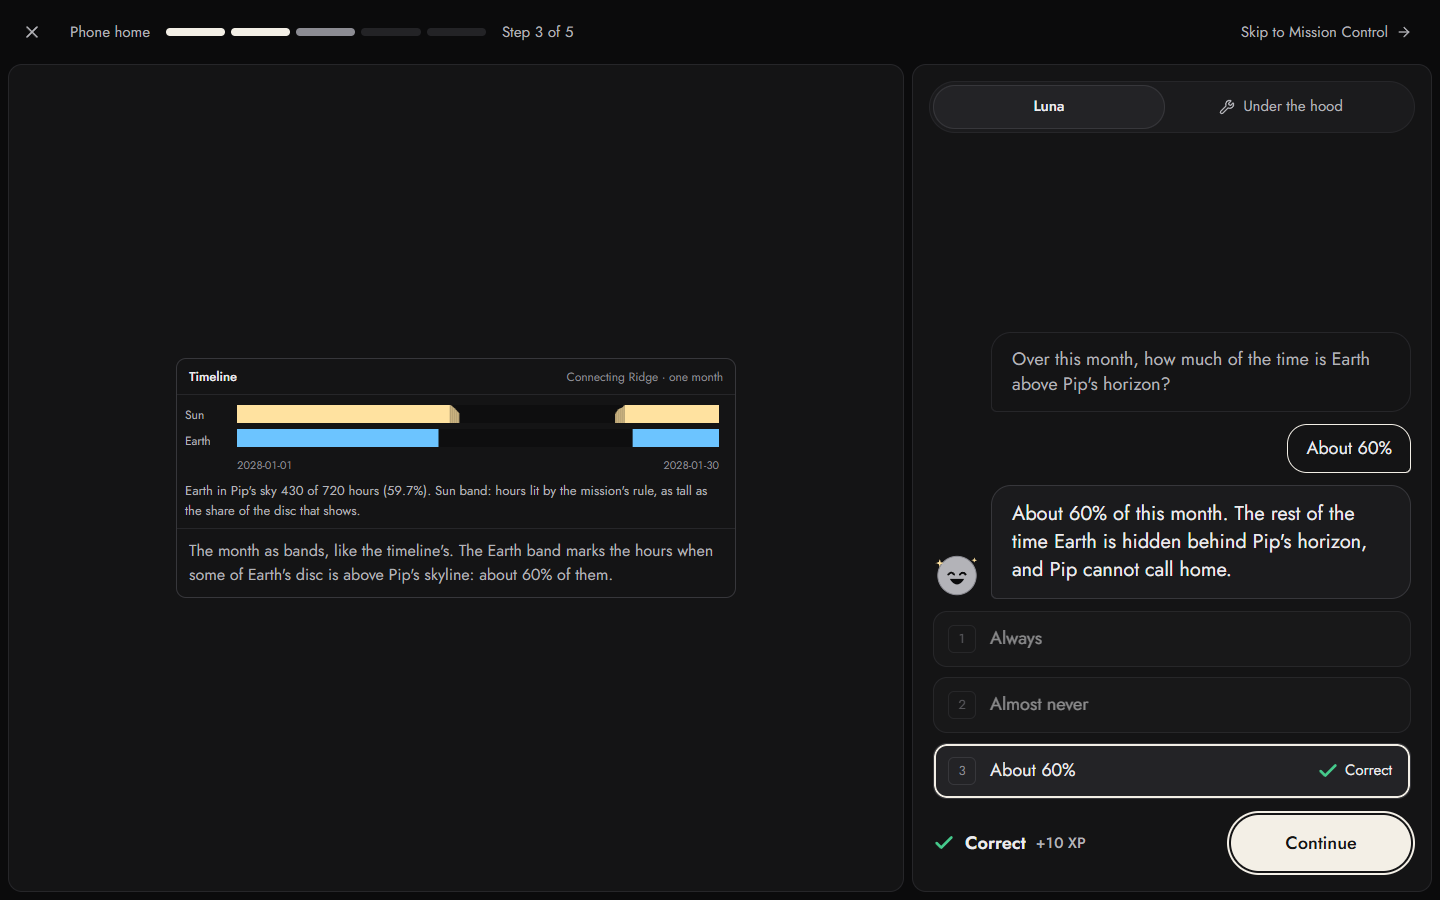 Phone home
Step 3 of 5
Skip to Mission Control
Timeline
Connecting Ridge · one month
Sun
Earth
2028-01-01
2028-01-30
Earth in Pip's sky 430 of 720 hours (59.7%). Sun band: hours lit by the mission's rule, as tall as
the share of the disc that shows.
The month as bands, like the timeline's. The Earth band marks the hours when
some of Earth's disc is above Pip's skyline: about 60% of them.
Luna
Under the hood
Over this month, how much of the time is Earth
above Pip's horizon?
About 60%
About 60% of this month. The rest of the
time Earth is hidden behind Pip's horizon,
and Pip cannot call home.
1 Always
2 Almost never
3 About 60% Correct
Correct +10 XP
Continue